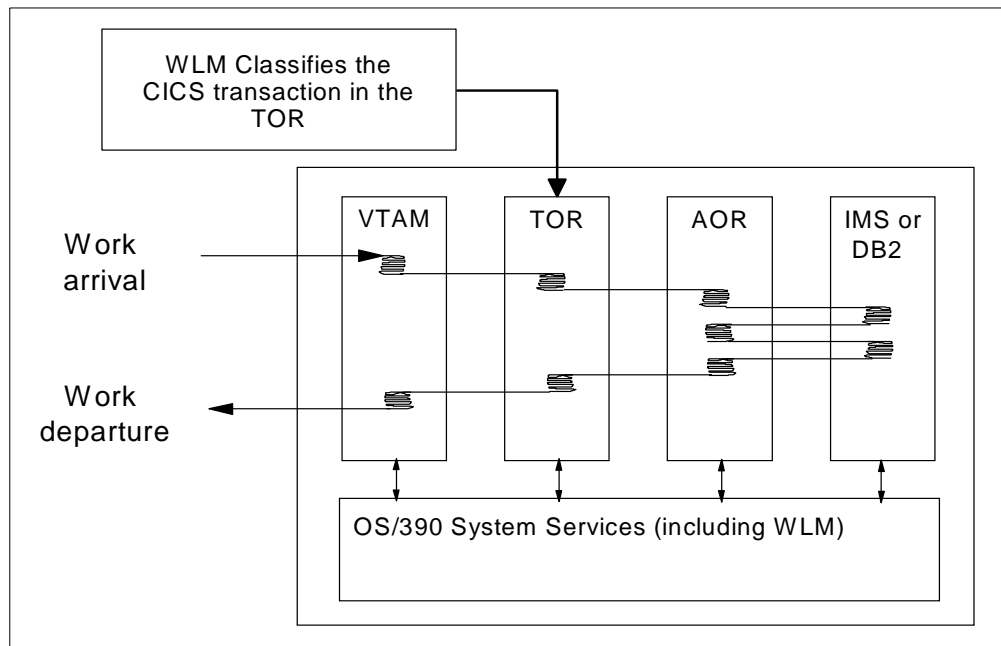 WLM Classifies the
CICS transaction in the
TOR
VTAM
TOR
AOR
IMS or
DB2
Work
arrival
Work
departure
OS/390 System Services (including WLM)